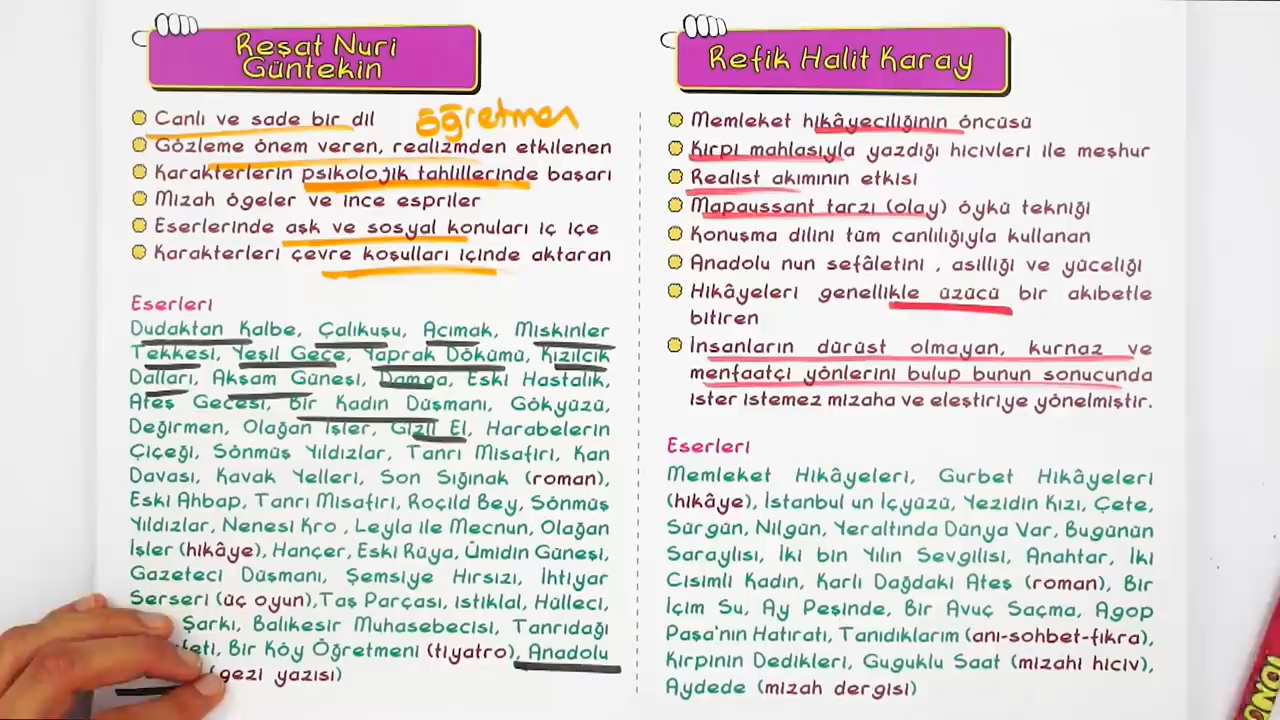 Reşat Nuri
Güntekin
öğretmen
Canlı ve sade bir dil
Gözleme önem veren, realizmden etkilenen
Karakterlerin psikolojik tahlillerinde başarı
Mizah ögeler ve ince espriler
Eserlerinde aşk ve sosyal konuları iç içe
Karakterleri çevre koşulları içinde aktaran
Eserleri
Dudaktan Kalbe, Çalıkuşu, Acımak, Miskinler
Tekkesi, Yeşil Gece, Yaprak Dökümü, Kızılcık
Dalları, Akşam Güneşi, Damga, Eski Hastalık,
Ateş Gecesi, Bir Kadın Düşmanı, Gökyüzü,
Değirmen, Olağan İşler, Gizli El, Harabelerin
Çiçeği, Sönmüş Yıldızlar, Tanrı Misafiri, Kan
Davası, Kavak Yelleri, Son Sığınak (roman)
Eski Ahbap, Tanrı Misafiri, Roçild Bey, Sönmüş
Yıldızlar, Nenesi Kro , Leyla ile Mecnun, Olağan
İşler (hikâye), Hançer, Eski Rüya, Ümidin Güneşi,
Gazeteci Düşmanı, Şemsiye Hırsızı, İhtiyar
Serseri (üç oyun),Taş Parçası, istiklal, Hülleci,
Şarkı, Balıkesir Muhasebecisi, Tanrıdağı
Bir Köy Öğretmeni (tiyatro), Anadolu
(gezi yazısı)
Refik Halit Karay
Memleket hikâyeciliğinin öncüsü
Kirpi mahlasıyla yazdığı hicivleri ile meşhur
Realist akımının etkisi
Mapaussant tarzı (olay) öykü tekniği
Konuşma dilini tüm canlılığıyla kullanan
Anadolu nun sefâletini , asilliği ve yüceliği
Hikâyeleri genellikle üzücü bir akıbetle
bitiren
İnsanların dürüst olmayan, kurnaz ve
menfaatçi yönlerini bulup bunun sonucunda
ister istemez mizaha ve eleştiriye yönelmiştir.
Eserleri
Memleket Hikâyeleri, Gurbet Hikâyeleri
(hikâye), İstanbul un İçyüzü, Yezidin Kızı, Çete,
Sürgün, Nilgün, Yeraltında Dünya Var, Bugünün
Saraylısı, İki bin Yılın Sevgilisi, Anahtar, İki
Cisimli Kadın, Karlı Dağdaki Ateş (roman), Bir
İçim Su, Ay Peşinde, Bir Avuç Saçma, Agop
Paşa'nın Hatıratı, Tanıdıklarım (anı-sohbet-fıkra),
Kirpinin Dedikleri, Guguklu Saat (mizahi hiciv),
Aydede (mizah dergisi)